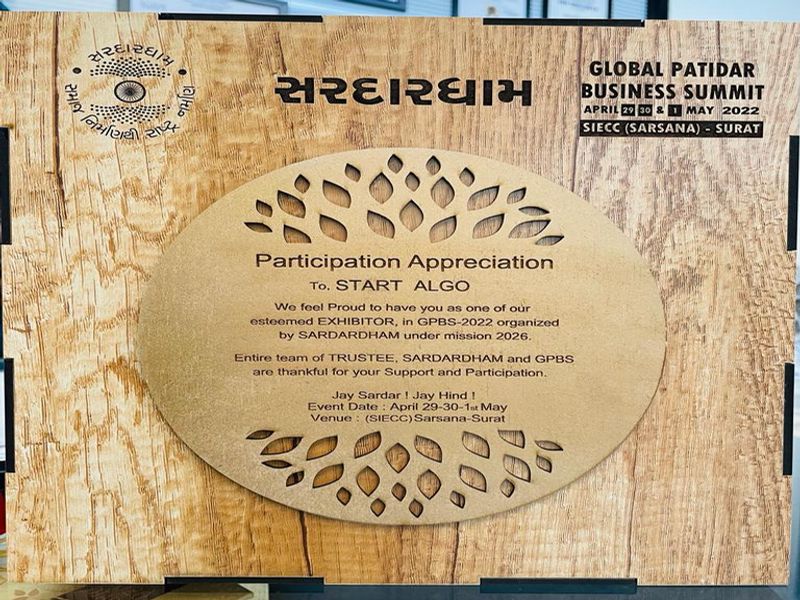 સરદારધામ
સરદારધામ
GLOBAL PATIDAR
BUSINESS SUMMIT
APRIL 29 30 & 1 MAY 2022
SIECC (SARSANA) - SURAT
Participation Appreciation
To. START ALGO
We feel Proud to have you as one of our
esteemed EXHIBITOR, in GPBS-2022 organized
by SARDARDHAM under mission 2026.
Entire team of TRUSTEE, SARDARDHAM and GPBS
are thankful for your Support and Participation.
Jay Sardar ! Jay Hind !
Event Date : April 29-30-1st May
Venue : (SIECC) Sarsana-Surat